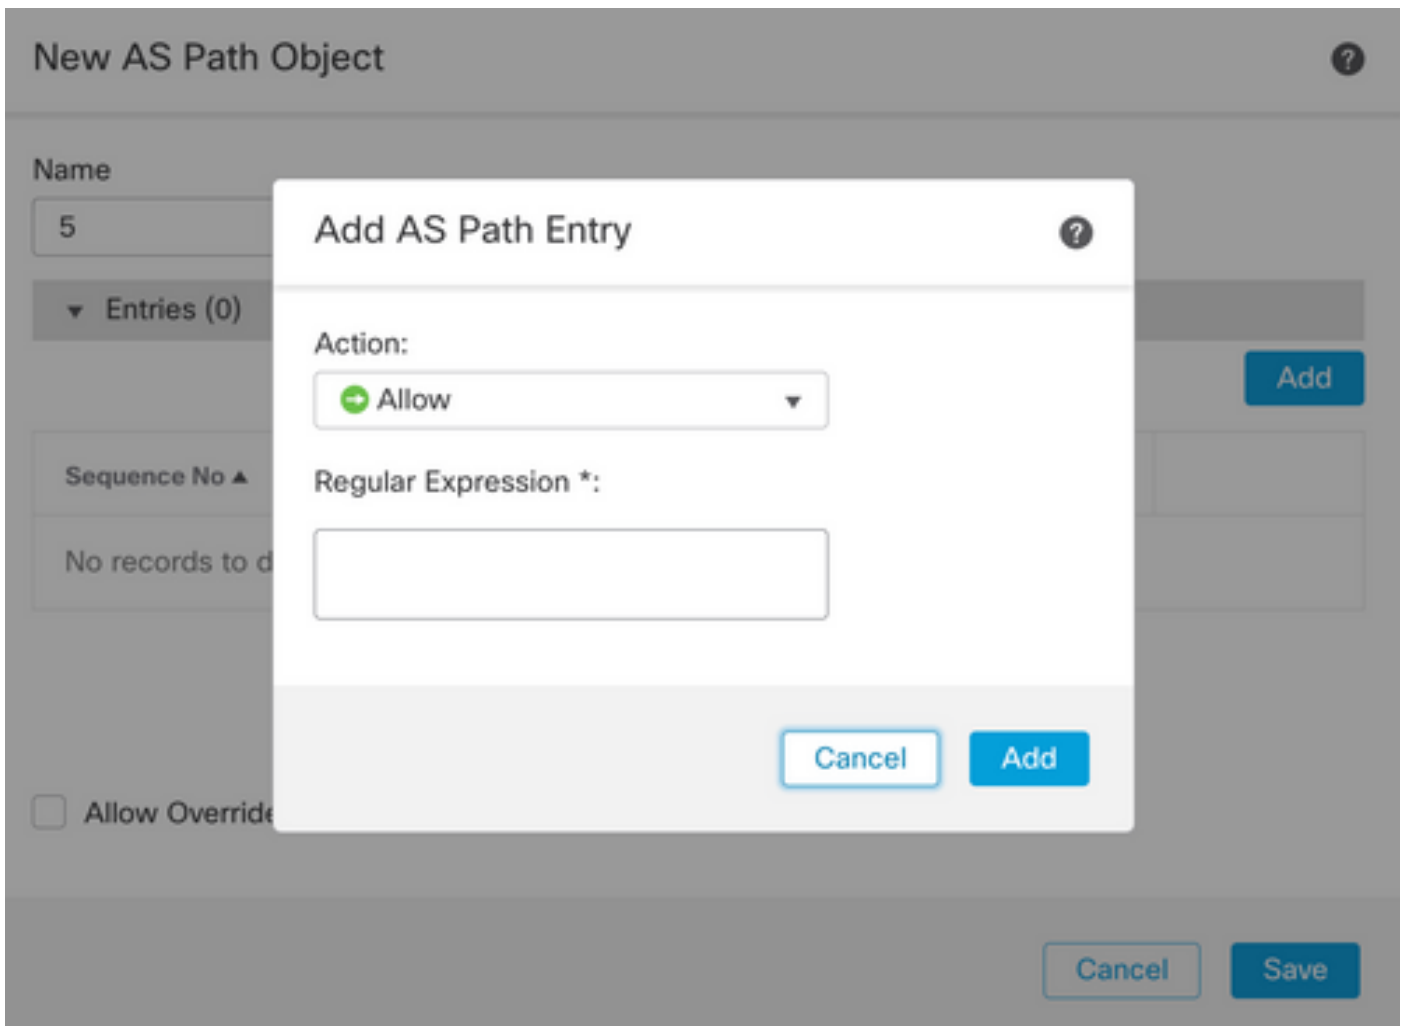 New AS Path Object
?
Name
5
Add AS Path Entry
?
Entries (0)
Action:
Allow
Add
Sequence No
Regular Expression *:
No records to d
Cancel
Add
Allow Override
Cancel
Save